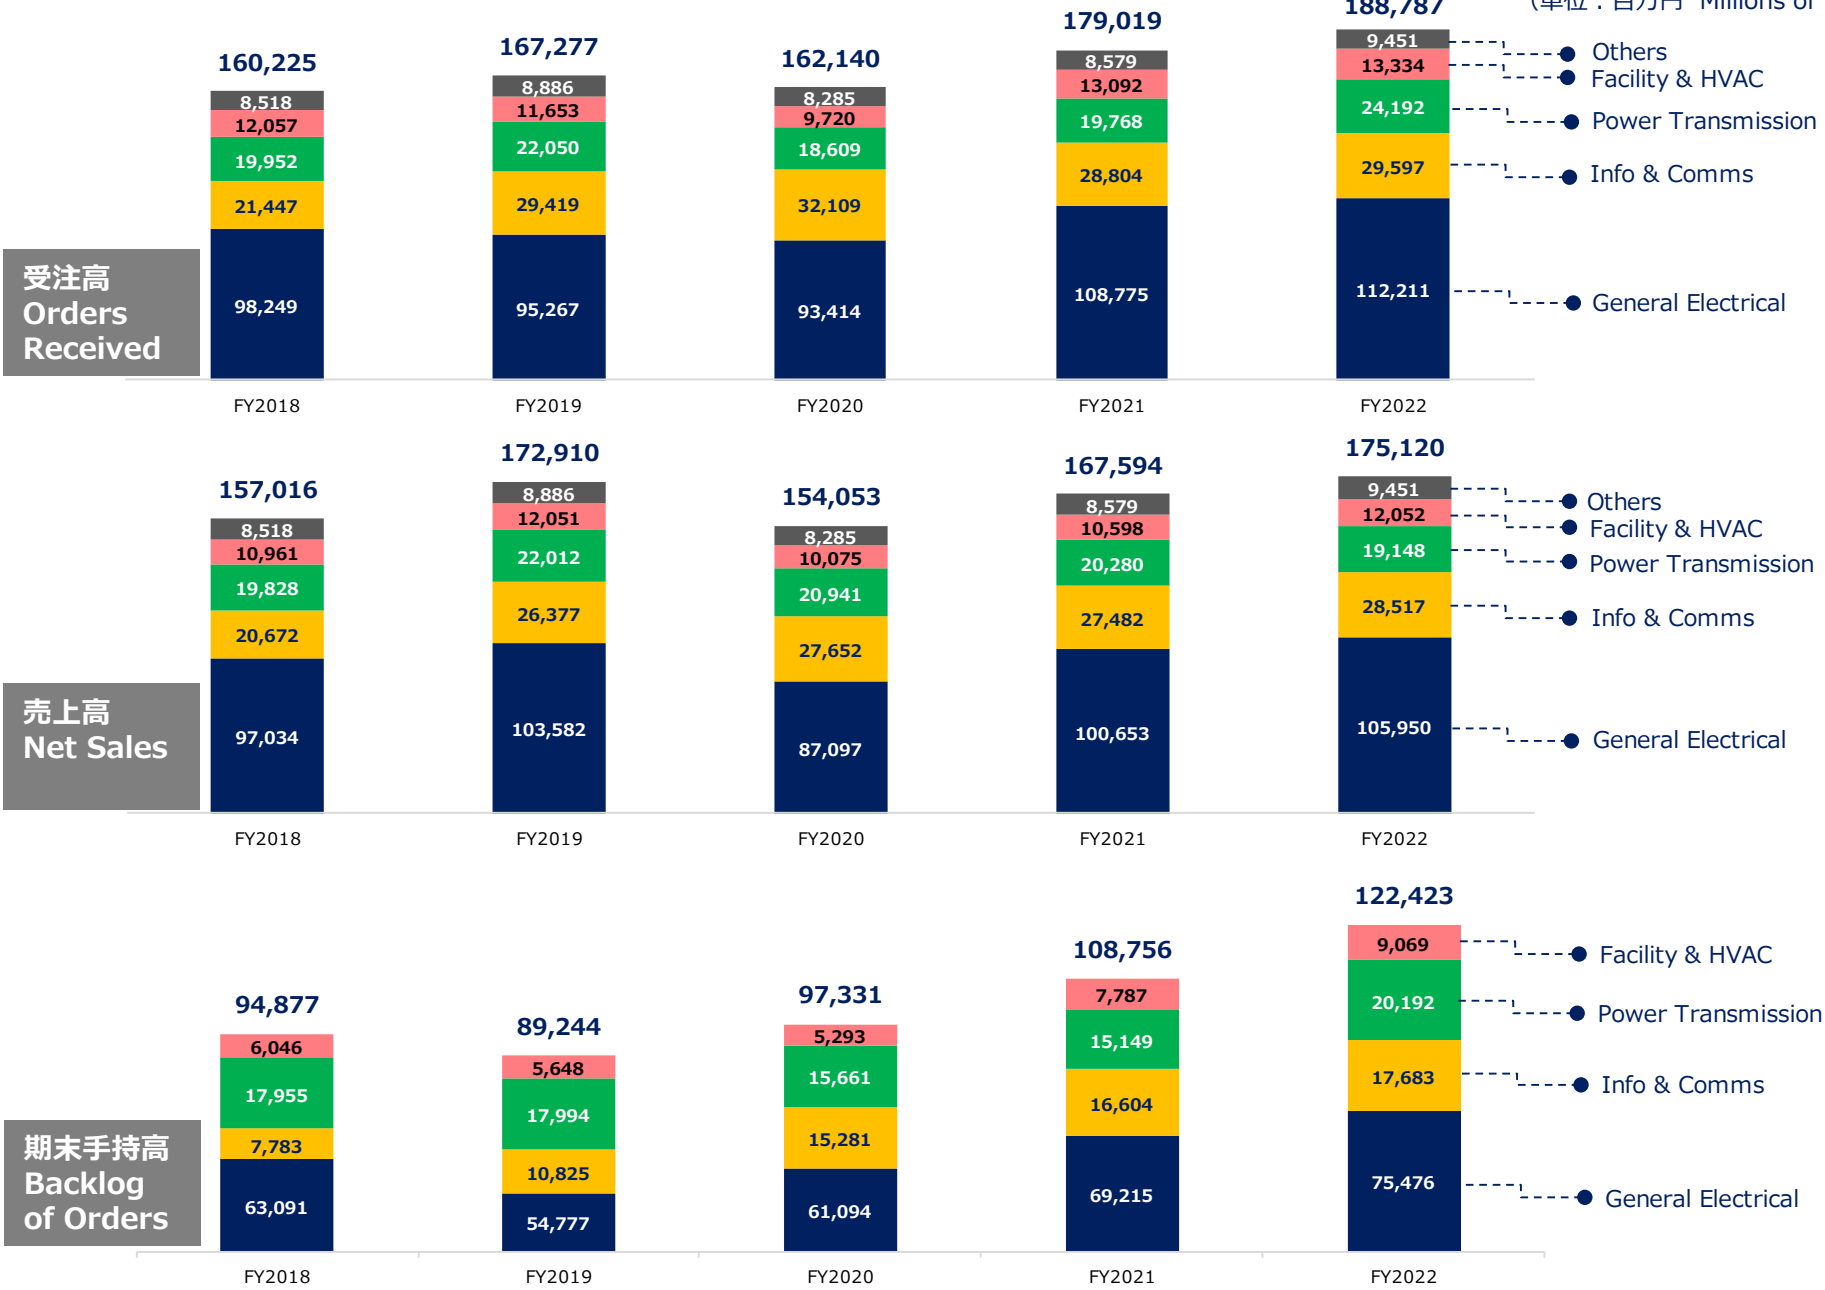 188,787
（単位：百万円 Millions of
179,019
167,277
162,140
160,225
8,518
12,057
19,952
21,447
98,249
8,886
11,653
22,050
29,419
95,267
8,285
9,720
18,609
32,109
93,414
8,579
13,092
19,768
28,804
108,775
9,451
13,334
24,192
29,597
112,211
Others
Facility & HVAC
Power Transmission
Info & Comms
General Electrical
受注高
Orders
Received
FY2018
FY2019
FY2020
FY2021
FY2022
157,016
172,910
154,053
167,594
175,120
8,518
10,961
19,828
20,672
97,034
8,886
12,051
22,012
26,377
103,582
8,285
10,075
20,941
27,652
87,097
8,579
10,598
20,280
27,482
100,653
9,451
12,052
19,148
28,517
105,950
Others
Facility & HVAC
Power Transmission
Info & Comms
General Electrical
売上高
Net Sales
FY2018
FY2019
FY2020
FY2021
FY2022
94,877
89,244
97,331
108,756
122,423
6,046
17,955
7,783
63,091
5,648
17,994
10,825
54,777
5,293
15,661
15,281
61,094
7,787
15,149
16,604
69,215
9,069
20,192
17,683
75,476
Facility & HVAC
Power Transmission
Info & Comms
General Electrical
期末手持高
Backlog
of Orders
FY2018
FY2019
FY2020
FY2021
FY2022